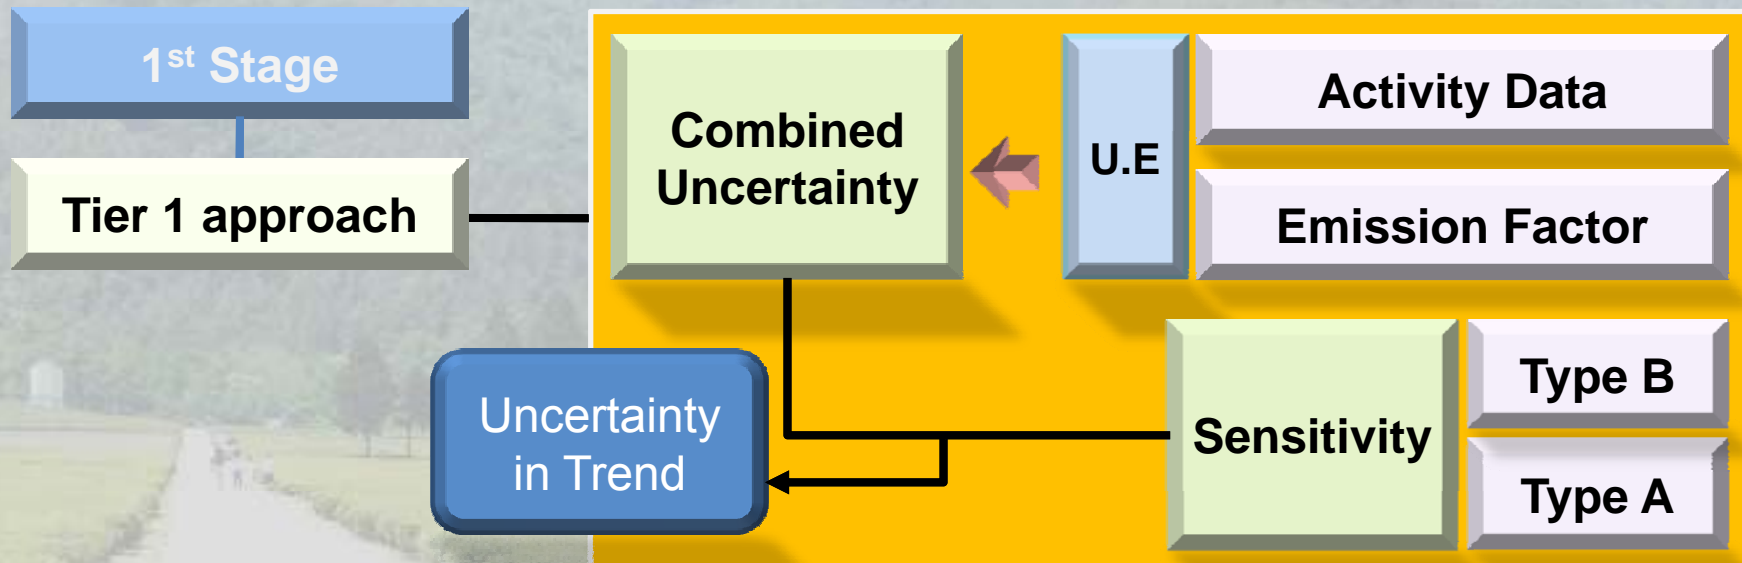 1st Stage
Tier 1 approach
Combined
Uncertainty
U.E
Activity Data
Emission Factor
Uncertainty
in Trend
Sensitivity
Type B
Type A